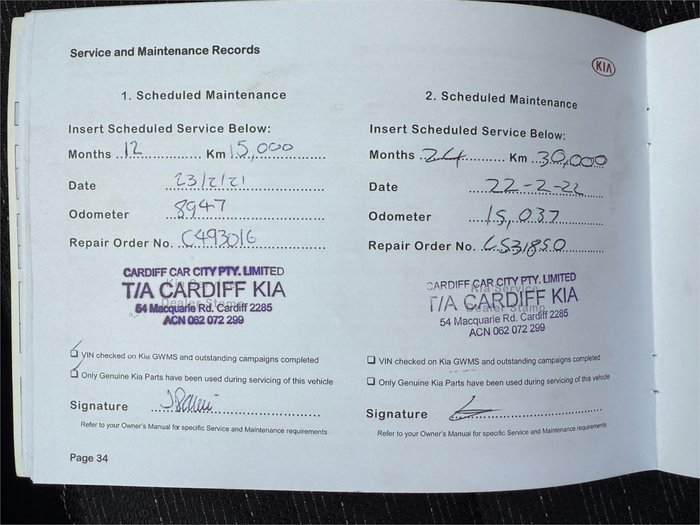 Service and Maintenance Records
KIA
1. Scheduled Maintenance
Insert Scheduled Service Below:
Months 12 Km 15,000
Date 23/2/21
Odometer 8947
Repair Order No. C493016
CARDIFF CAR CITY PTY. LIMITED
T/A CARDIFF KIA
54 Macquarie Rd. Cardiff 2285
ACN 062 072 299
VIN checked on Kia GWMS and outstanding campaigns completed
Only Genuine Kia Parts have been used during servicing of this vehicle
Signature
Refer to your Owner's Manual for specific Service and Maintenance requirements
Page 34
2. Scheduled Maintenance
Insert Scheduled Service Below:
Months 24 Km 30,000
Date 22-2-22
Odometer 15,037
Repair Order No. C531850
Kia Service
Dealer Stamp
CARDIFF CAR CITY PTY. LIMITED
T/A CARDIFF KIA
54 Macquarie Rd. Cardiff 2285
ACN 062 072 299
VIN checked on Kia GWMS and outstanding campaigns completed
Only Genuine Kia Parts have been used during servicing of this vehicle
Signature
Refer to your Owner's Manual for specific Service and Maintenance requirements